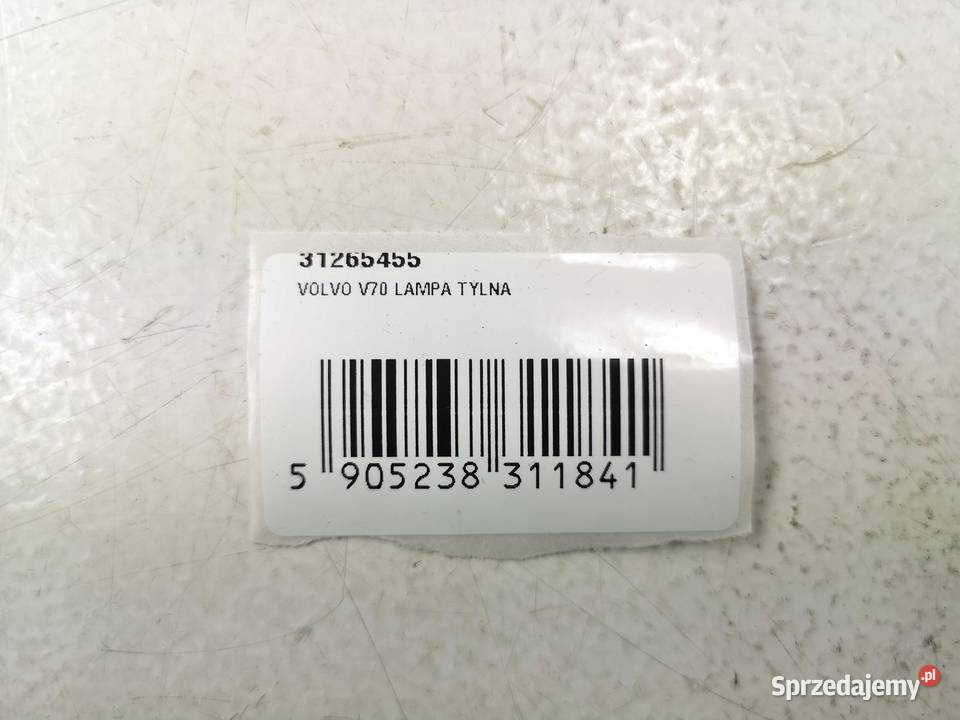 31265455
VOLVO V70 LAMPA TYLNA
5 905238 311841
Sprzedajemy.pl